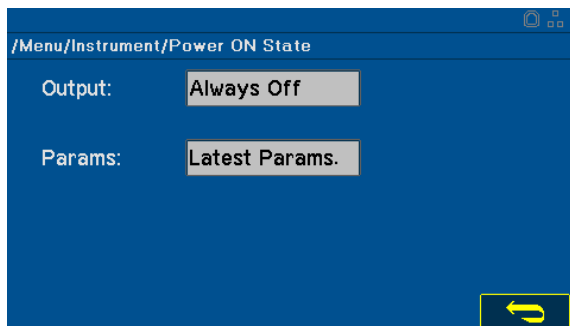 /Menu/Instrument/Power ON State
Output: Always Off
Params: Latest Params.